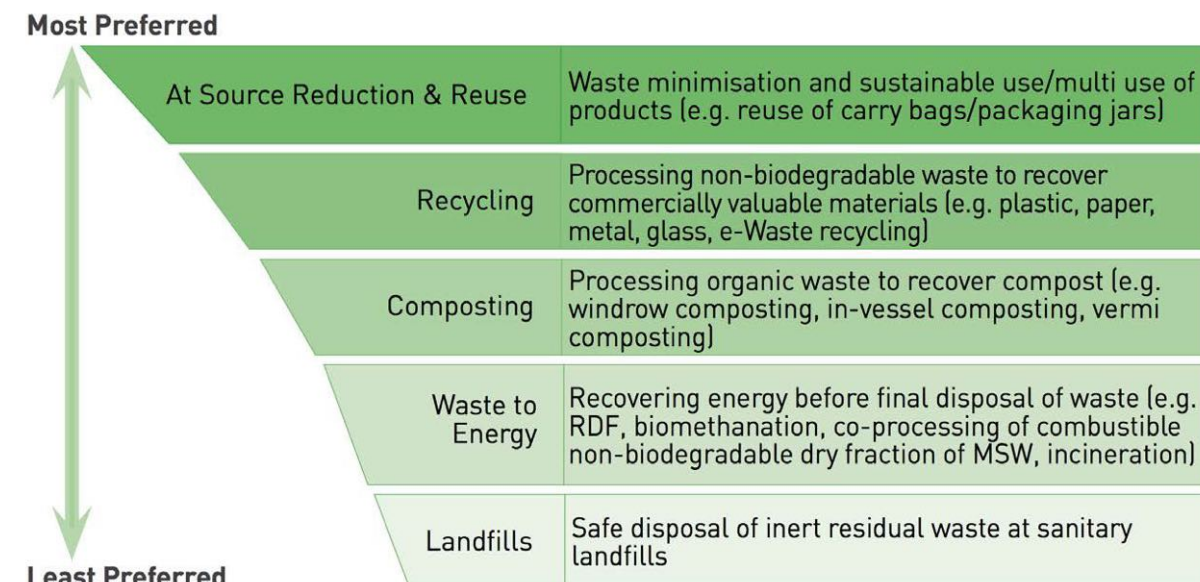 Most Preferred
At Source Reduction & Reuse
Waste minimisation and sustainable use/multi use of
products (e.g. reuse of carry bags/packaging jars)
Recycling
Processing non-biodegradable waste to recover
commercially valuable materials (e.g. plastic, paper,
metal, glass, e-Waste recycling)
Composting
Processing organic waste to recover compost (e.g.
windrow composting, in-vessel composting, vermi
composting)
Waste to
Energy
Recovering energy before final disposal of waste (e.g.
RDF, biomethanation, co-processing of combustible
non-biodegradable dry fraction of MSW, incineration)
Landfills
Safe disposal of inert residual waste at sanitary
landfills
Least Preferred